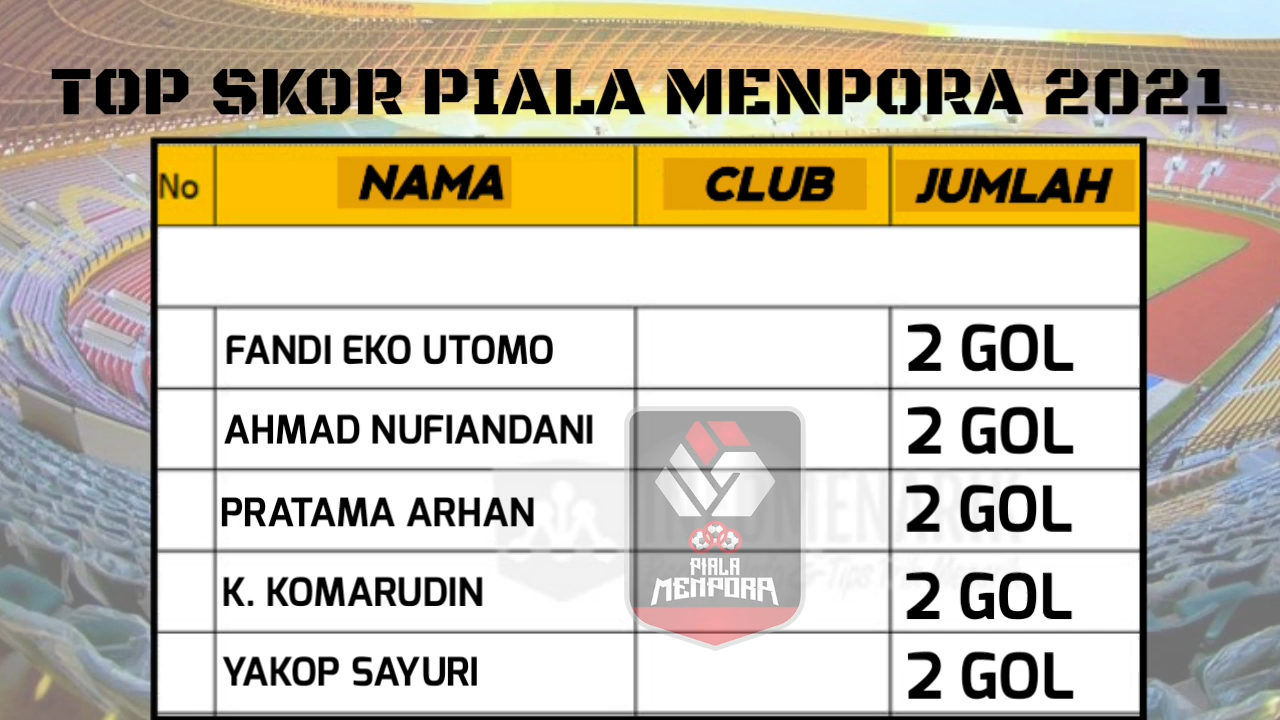 TOP SKOR PIALA MENPORA 2021
No NAMA CLUB JUMLAH
FANDI EKO UTOMO 2 GOL
AHMAD NUFIANDANI 2 GOL
PRATAMA ARHAN 2 GOL
PIALA
MENPORA
K. KOMARUDIN 2 GOL
YAKOP SAYURI 2 GOL